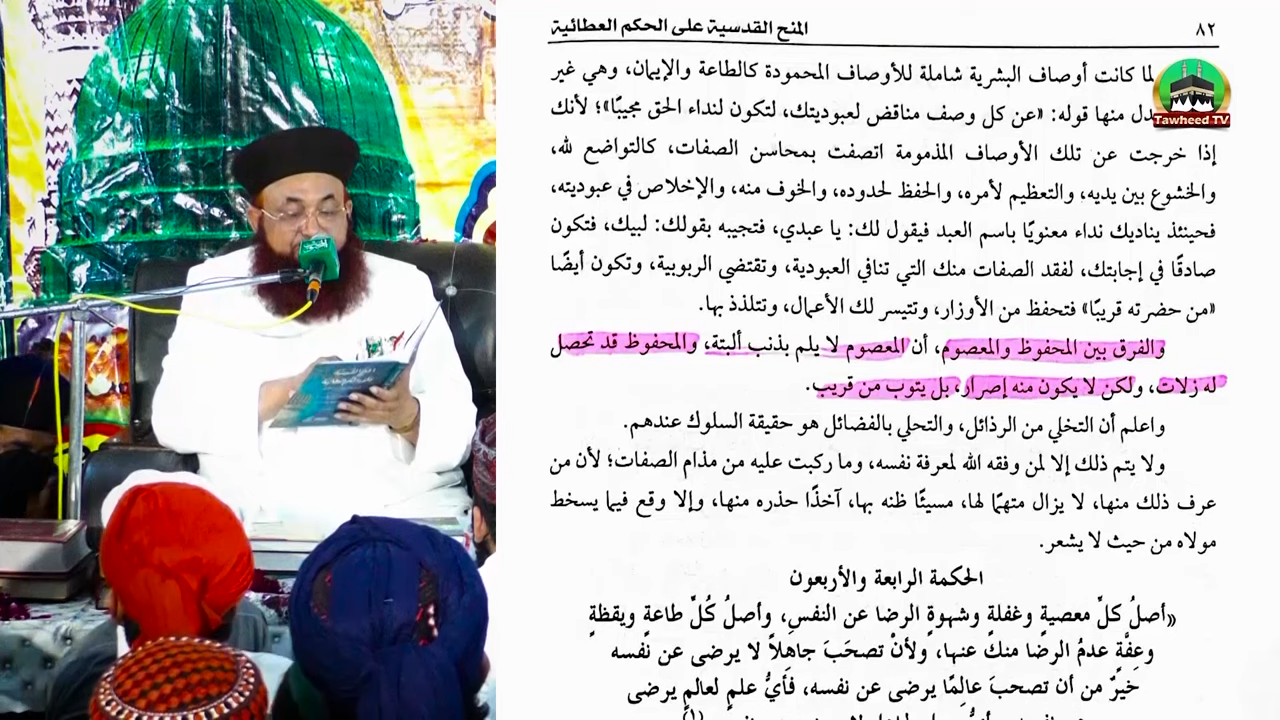 المنح القدسية على الحكم العطائية
٨٢
لما كانت أوصاف البشرية شاملة للأوصاف المحمودة كالطاعة والإيمان، وهي غير
منها قوله: «عن كل وصف مناقض لعبوديتك، لتكون لنداء الحق مجيبًا»؛ لأنك
إذا خرجت عن تلك الأوصاف المذمومة اتصفت بمحاسن الصفات، كالتواضع لله،
والخشوع بين يديه، والتعظيم لأمره، والحفظ لحدوده، والخوف منه، والإخلاص في عبوديته،
فحينئذ يناديك نداء معنويًا باسم العبد فيقول لك: يا عبدي، فتجيبه بقولك: لبيك، فتكون
صادقًا في إجابتك، لفقد الصفات منك التي تنافي العبودية، وتقتضي الربوبية، وتكون أيضًا
«من حضرته قريبًا» فتحفظ من الأوزار، وتتيسر لك الأعمال، وتتلذذ بها.
والفرق بين المحفوظ والمعصوم، أن المعصوم لا يلم بذنب ألبتة، والمحفوظ قد تحصل
له زلات، ولكن لا يكون منه إصرار، بل يتوب من قريب.
واعلم أن التخلي من الرذائل، والتحلي بالفضائل هو حقيقة السلوك عندهم.
ولا يتم ذلك إلا لمن وفقه الله لمعرفة نفسه، وما ركبت عليه من مذام الصفات؛ لأن من
عرف ذلك منها، لا يزال متهمًا لها، مسيئًا ظنه بها، آخذًا حذره منها، وإلا وقع فيما يسخط
مولاه من حيث لا يشعر.
الحكمة الرابعة والأربعون
«أصلُ كلِّ معصيةٍ وغفلةٍ وشهوةٍ الرضا عن النفسِ، وأصلُ كُلِّ طاعةٍ ويقظةٍ
وعِفَّةٍ عدمُ الرضا منكَ عنها، ولأنْ تصحَبَ جاهِلاً لا يرضى عن نفسه
خيرٌ من أن تصحبَ عالِمًا يرضى عن نفسه، فأيُّ علمٍ لعالمٍ يرضى
Tawheed TV